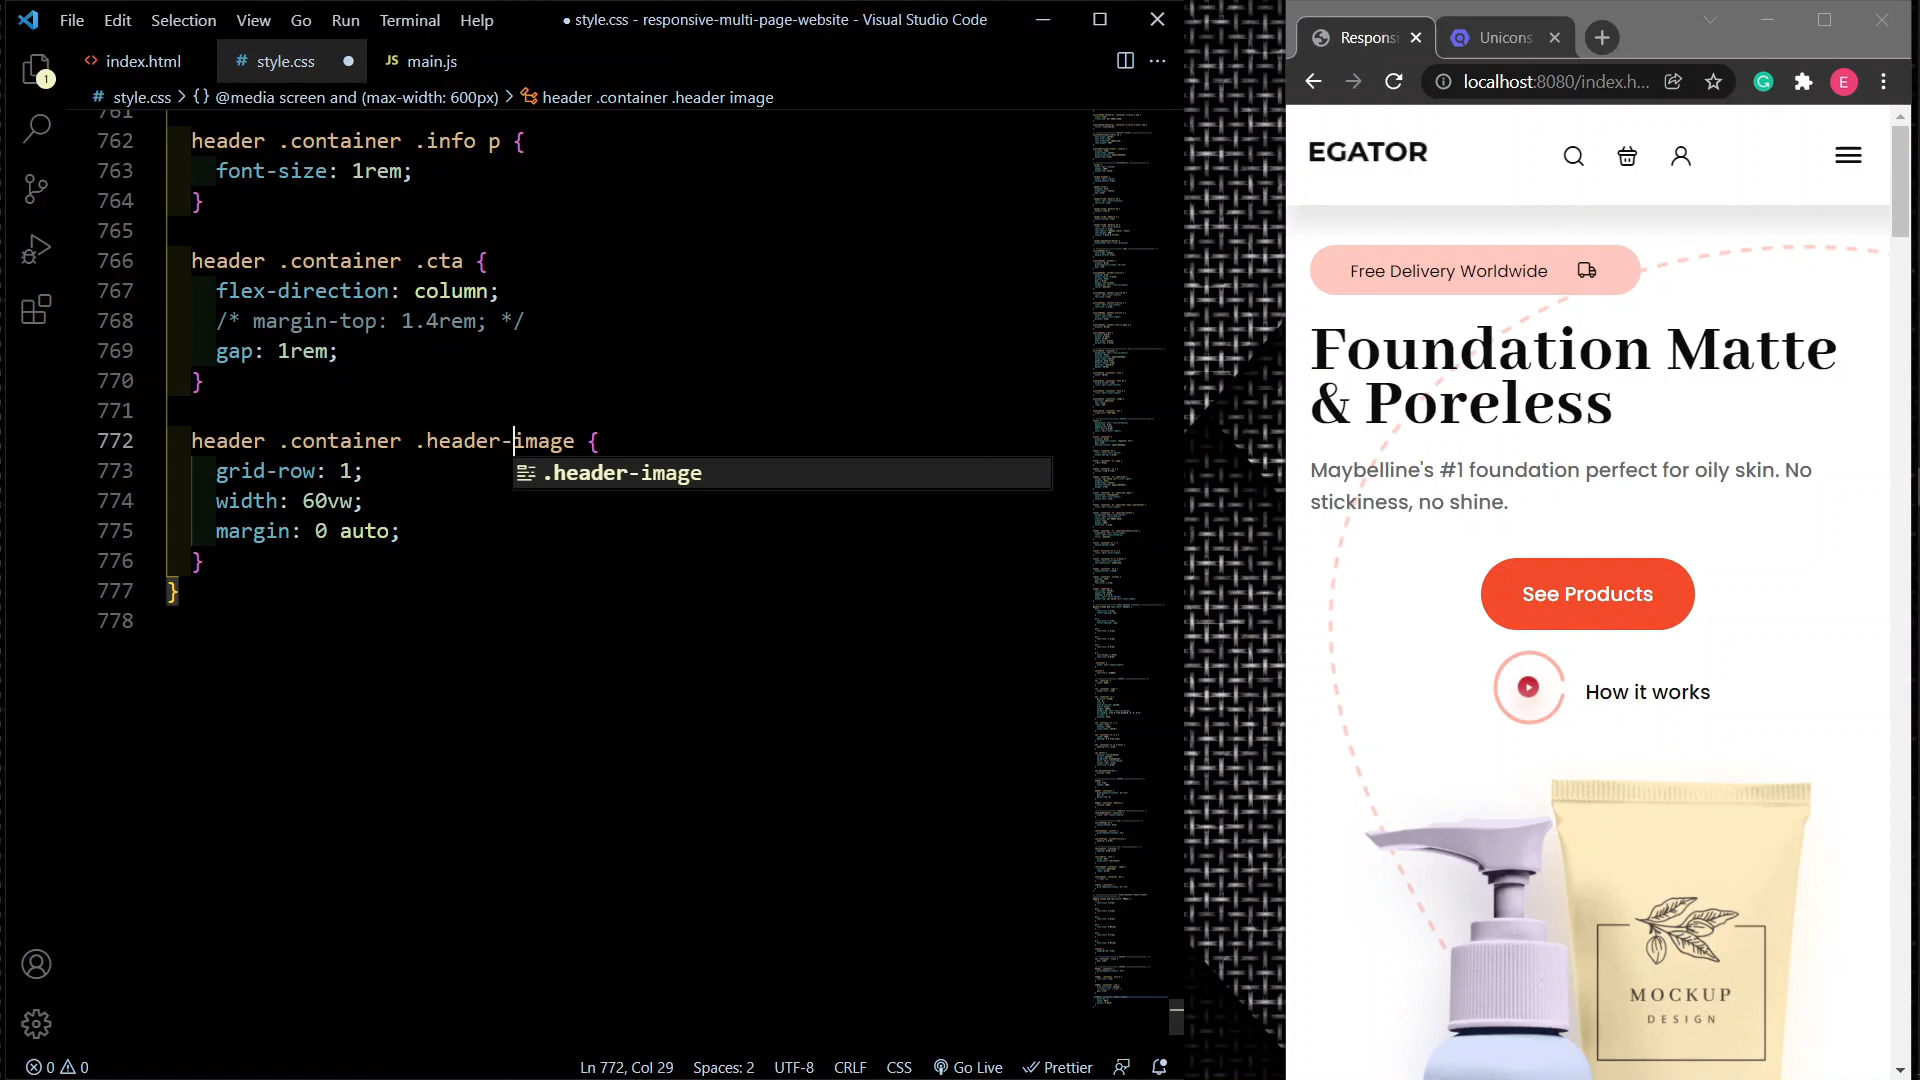 File Edit Selection View Go Run Terminal Help
● style.css - responsive-multi-page-website - Visual Studio Code
index.html
# style.css ●
JS main.js
# style.css > {} @media screen and (max-width: 600px) > header .container .header image
1
761
762 header .container .info p {
763 font-size: 1rem;
764 }
765
766 header .container .cta {
767 flex-direction: column;
768 /* margin-top: 1.4rem; */
769 gap: 1rem;
770 }
771
772 header .container .header-image {
.header-image
773 grid-row: 1;
774 width: 60vw;
775 margin: 0 auto;
776 }
777 }
778
0 0
Ln 772, Col 29 Spaces: 2 UTF-8 CRLF CSS Go Live Prettier
Respons
Unicons
localhost:8080/index.h...
E
EGATOR
Free Delivery Worldwide
Foundation Matte
& Poreless
Maybelline's #1 foundation perfect for oily skin. No
stickiness, no shine.
See Products
How it works
MOCKUP
DESIGN